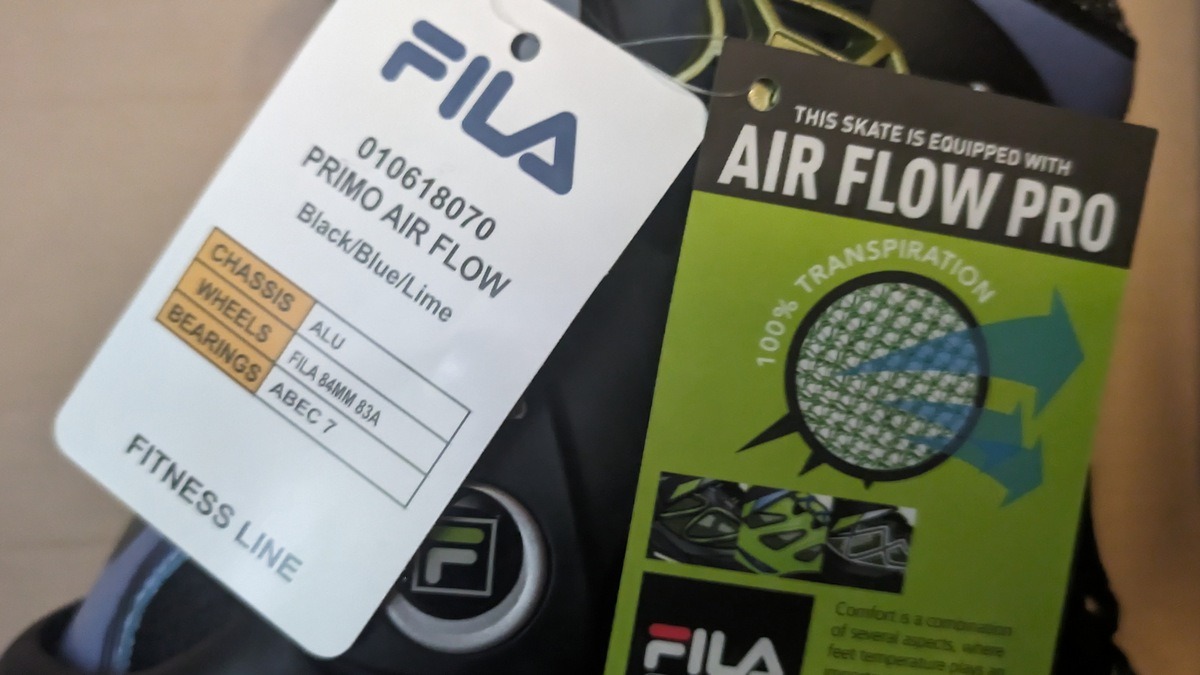 FILA
010618070
PRIMO AIR FLOW
Black/Blue/Lime
CHASSIS ALU
WHEELS FILA 84MM 83A
BEARINGS ABEC 7
FITNESS LINE
THIS SKATE IS EQUIPPED WITH
AIR FLOW PRO
100% TRANSPIRATION
FILA
Comfort is a combination
of several aspects, where
feet temperature plays an